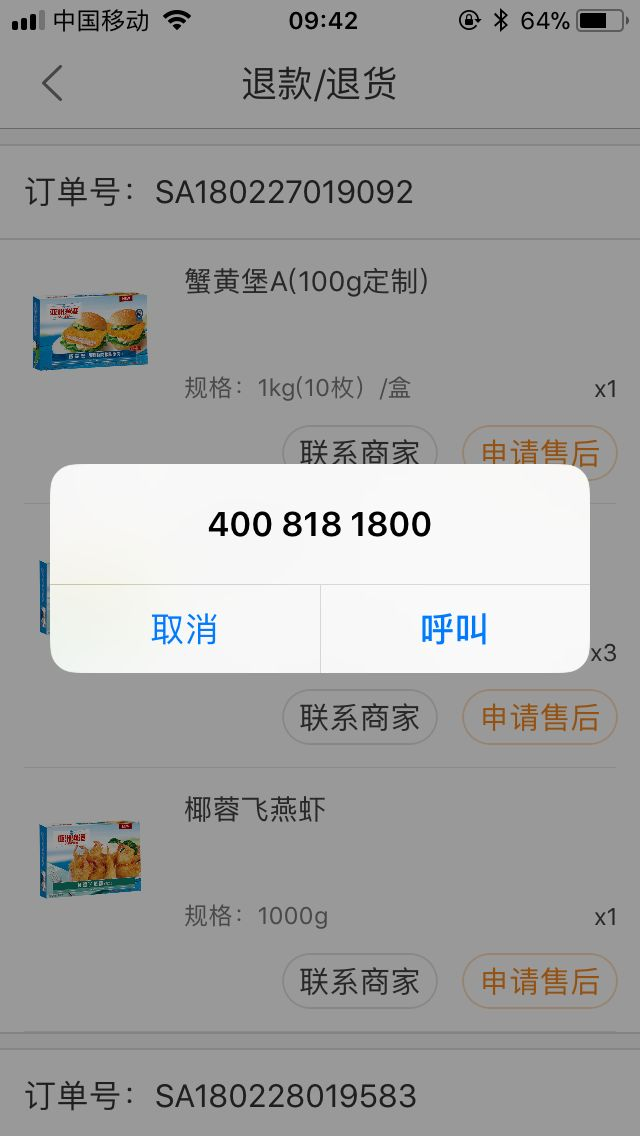 中国移动 09:42 64%
退款/退货
订单号：SA180227019092
蟹黄堡A(100g定制)
规格：1kg(10枚）/盒 x1
联系商家 申请售后
400 818 1800
取消 呼叫
x3
联系商家 申请售后
椰蓉飞燕虾
规格：1000g x1
联系商家 申请售后
订单号：SA180228019583